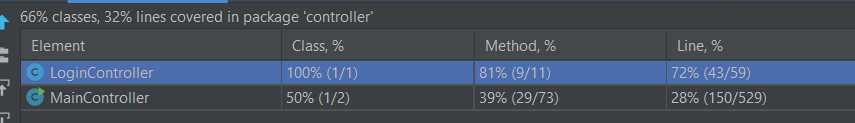 66% classes, 32% lines covered in package 'controller'
Element Class, % Method, % Line, %
C LoginController 100% (1/1) 81% (9/11) 72% (43/59)
C MainController 50% (1/2) 39% (29/73) 28% (150/529)